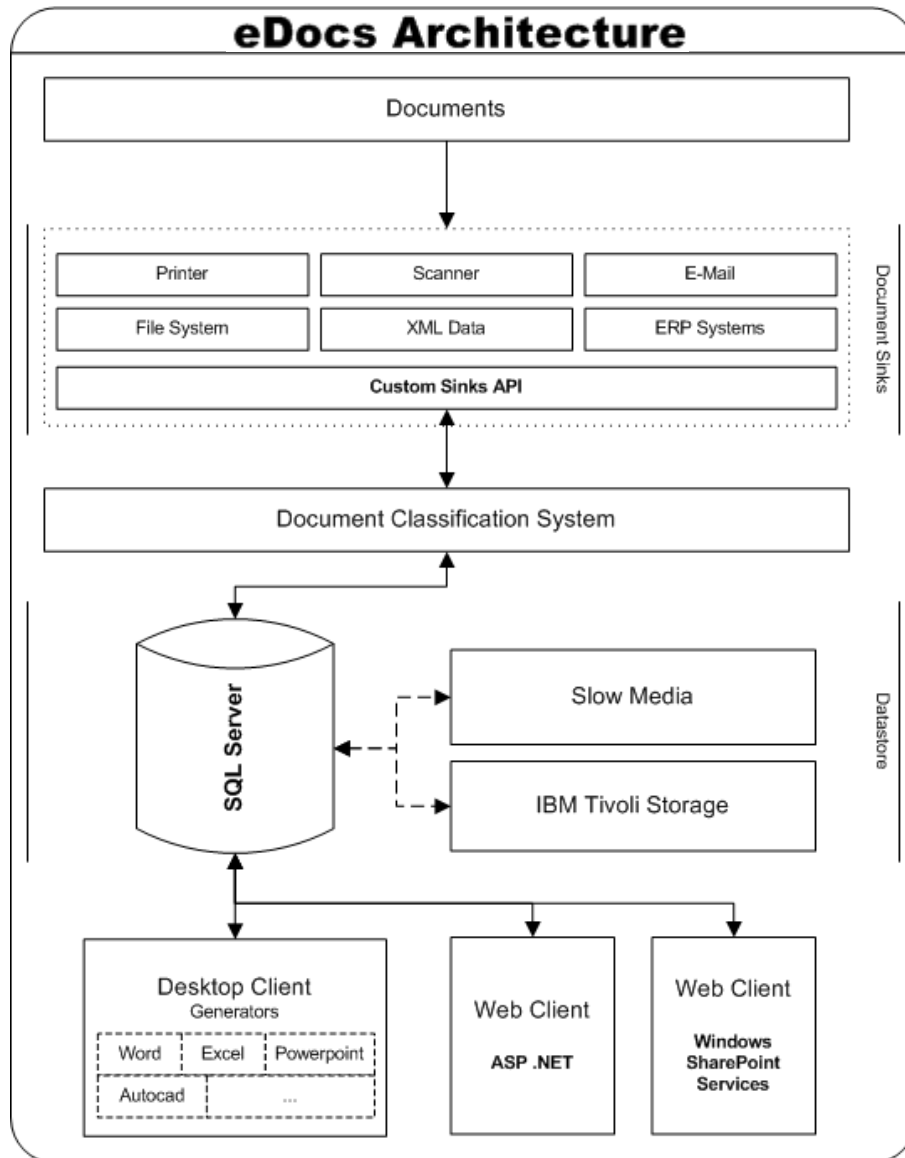 eDocs Architecture
Documents
Printer
Scanner
E-Mail
File System
XML Data
ERP Systems
Custom Sinks API
Document Sinks
Document Classification System
SQL Server
Slow Media
IBM Tivoli Storage
Datastore
Desktop Client
Generators
Word
Excel
Powerpoint
Autocad
...
Web Client
ASP .NET
Web Client
Windows
SharePoint
Services